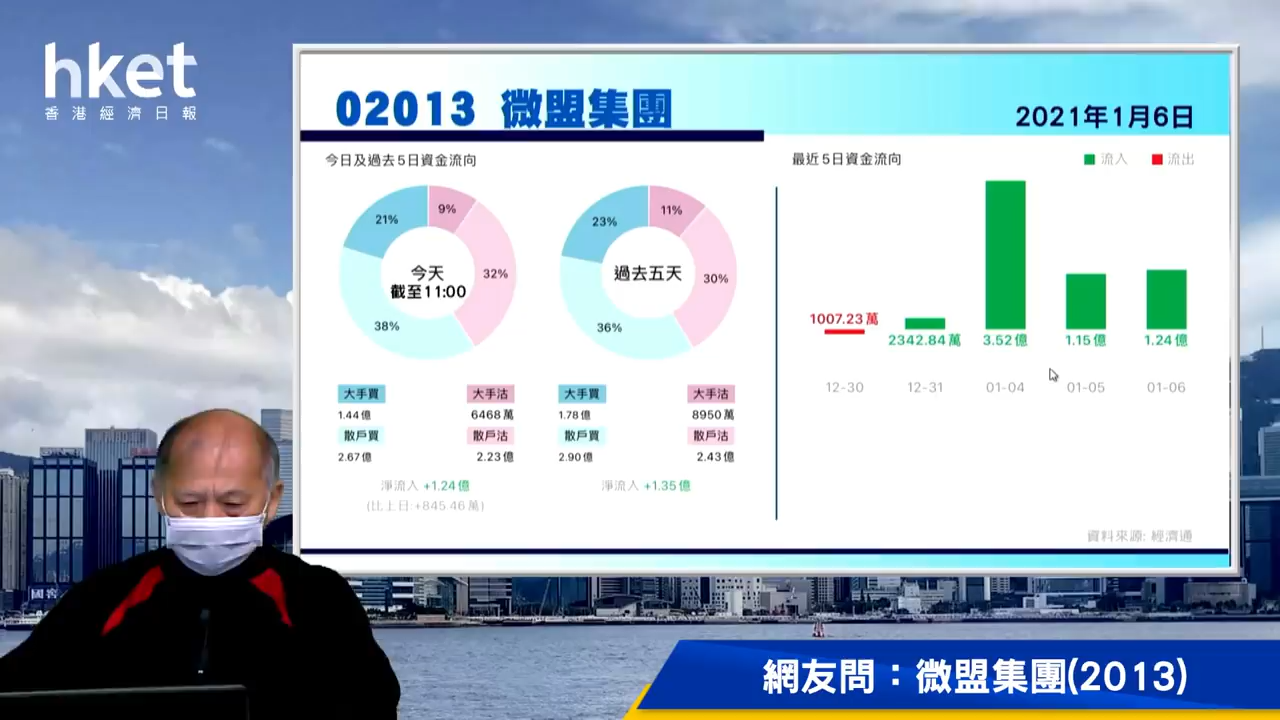 hket
香港經濟日報
02013 微盟集團
2021年1月6日
今日及過去5日資金流向
21%
9%
32%
38%
今天
截至11:00
23%
11%
30%
36%
過去五天
大手買
大手沽
1.44億
6468萬
散戶買
散戶沽
2.67億
2.23億
淨流入 +1.24億
(比上日:+845.46萬)
大手買
大手沽
1.78億
8950萬
散戶買
散戶沽
2.90億
2.43億
淨流入 +1.35億
最近5日資金流向
流入
流出
1007.23萬
2342.84萬
3.52億
1.15億
1.24億
12-30
12-31
01-04
01-05
01-06
資料來源: 經濟通
網友問：微盟集團(2013)